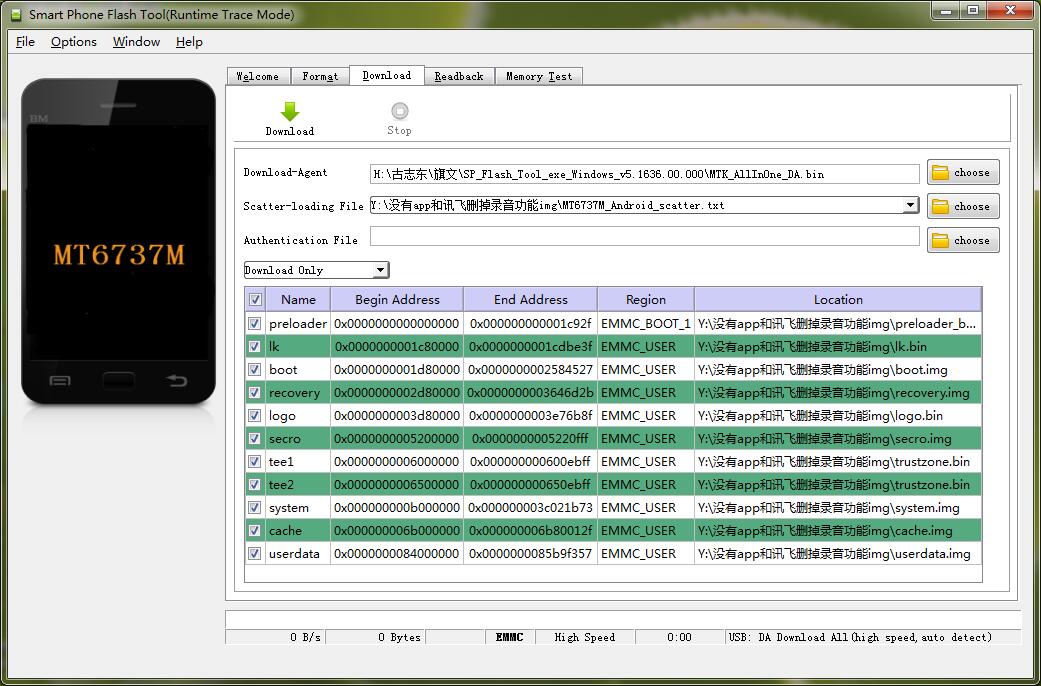 Smart Phone Flash Tool(Runtime Trace Mode)
File Options Window Help
BM
MT6737M
Welcome Format Download Readback Memory Test
Download Stop
Download-Agent H:\古志东\旗文\SP_Flash_Tool_exe_Windows_v5.1636.00.000\MTK_AllInOne_DA.bin choose
Scatter-loading File Y:\没有app和讯飞删掉录音功能img\MT6737M_Android_scatter.txt choose
Authentication File choose
Download Only
Name Begin Address End Address Region Location
preloader 0x0000000000000000 0x000000000001c92f EMMC_BOOT_1 Y:\没有app和讯飞删掉录音功能img\preloader_b...
lk 0x0000000001c80000 0x0000000001cdbe3f EMMC_USER Y:\没有app和讯飞删掉录音功能img\lk.bin
boot 0x0000000001d80000 0x0000000002584527 EMMC_USER Y:\没有app和讯飞删掉录音功能img\boot.img
recovery 0x0000000002d80000 0x0000000003646d2b EMMC_USER Y:\没有app和讯飞删掉录音功能img\recovery.img
logo 0x0000000003d80000 0x0000000003e76b8f EMMC_USER Y:\没有app和讯飞删掉录音功能img\logo.bin
secro 0x0000000005200000 0x0000000005220fff EMMC_USER Y:\没有app和讯飞删掉录音功能img\secro.img
tee1 0x0000000006000000 0x000000000600ebff EMMC_USER Y:\没有app和讯飞删掉录音功能img\trustzone.bin
tee2 0x0000000006500000 0x000000000650ebff EMMC_USER Y:\没有app和讯飞删掉录音功能img\trustzone.bin
system 0x000000000b000000 0x000000003c021b73 EMMC_USER Y:\没有app和讯飞删掉录音功能img\system.img
cache 0x000000006b000000 0x000000006b80012f EMMC_USER Y:\没有app和讯飞删掉录音功能img\cache.img
userdata 0x0000000084000000 0x0000000085b9f357 EMMC_USER Y:\没有app和讯飞删掉录音功能img\userdata.img
0 B/s 0 Bytes EMMC High Speed 0:00 USB: DA Download All(high speed,auto detect)